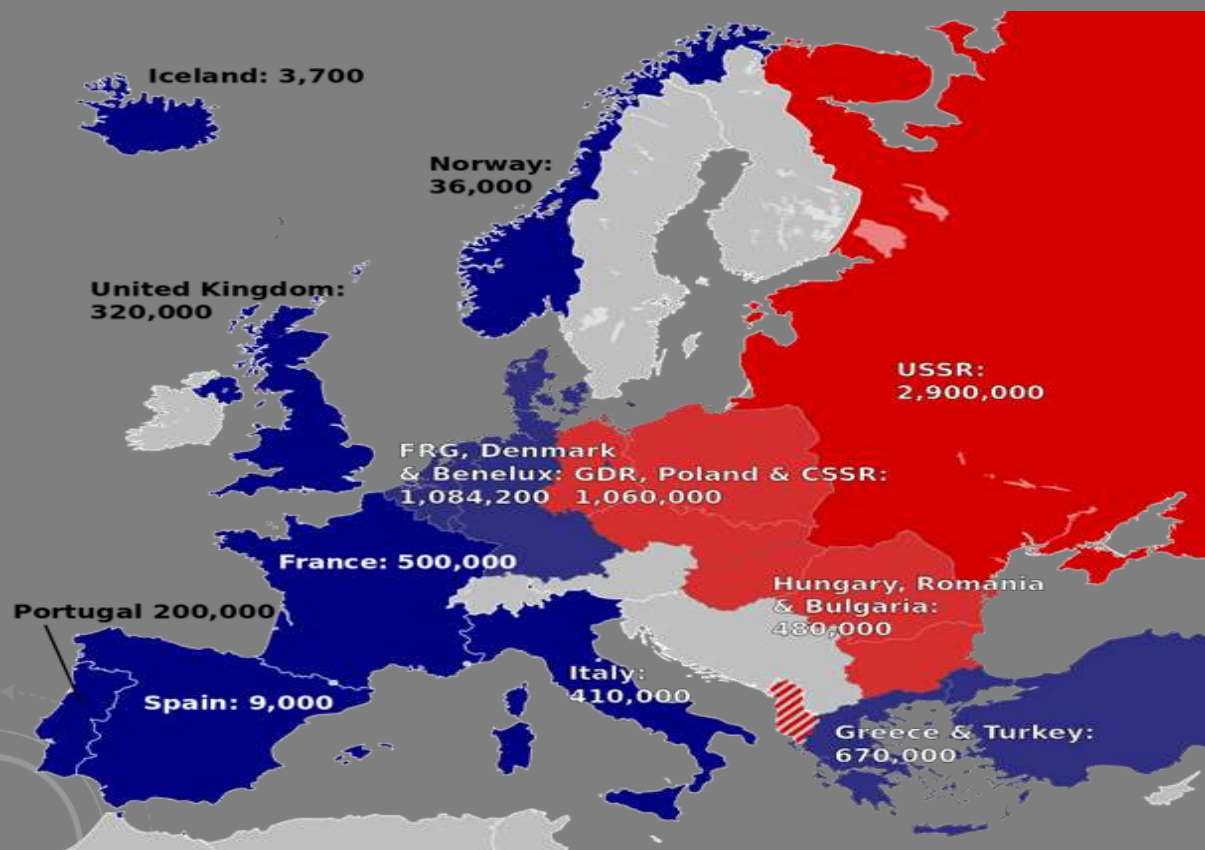 Iceland: 3,700
Norway:
36,000
United Kingdom:
320,000
USSR:
2,900,000
FRG, Denmark
& Benelux:
1,084,200
GDR, Poland & CSSR:
1,060,000
France: 500,000
Hungary, Romania
& Bulgaria:
480,000
Portugal 200,000
Italy:
410,000
Spain: 9,000
Greece & Turkey:
670,000